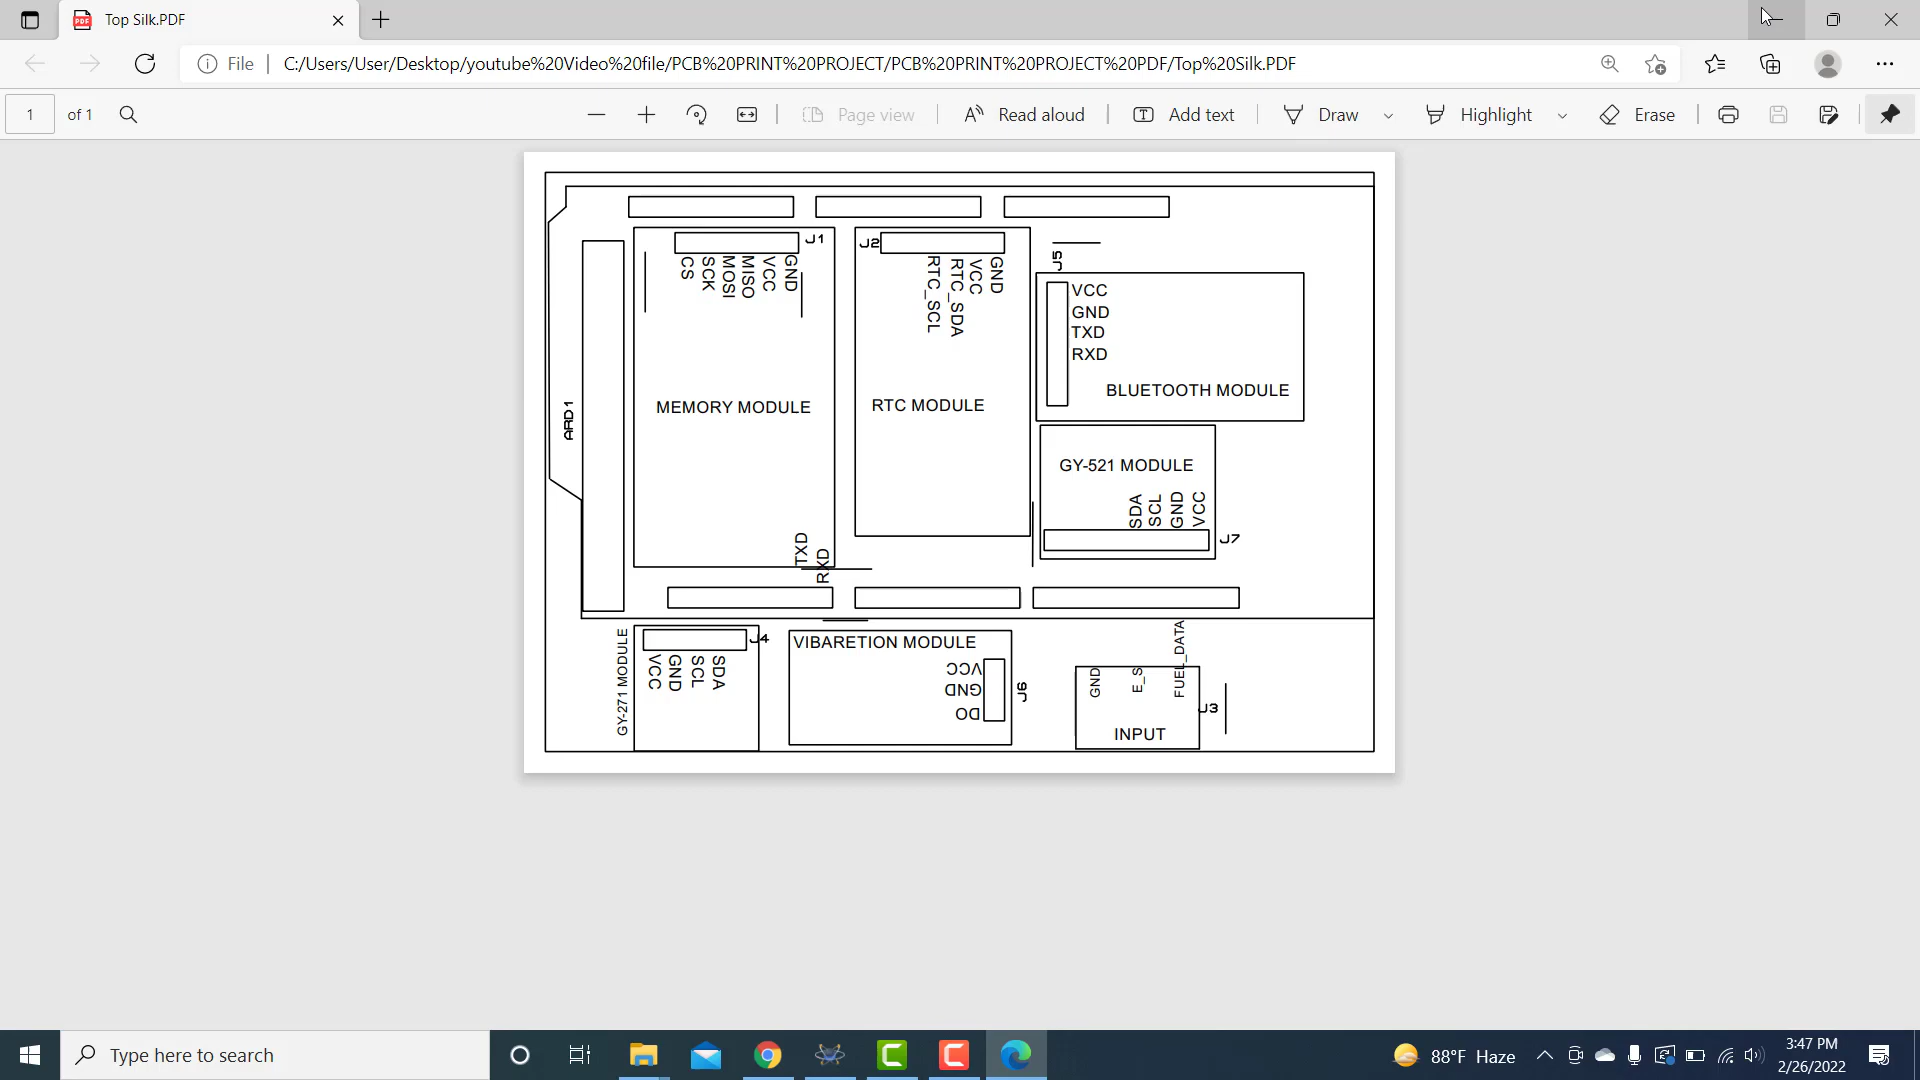 Top Silk.PDF
File
C:/Users/User/Desktop/youtube%20Video%20file/PCB%20PRINT%20PROJECT/PCB%20PRINT%20PROJECT%20PDF/Top%20Silk.PDF
1 of 1
Page view
Read aloud
Add text
Draw
Highlight
Erase
J1
CS
SCK
MOSI
MISO
VCC
GND
MEMORY MODULE
TXD
RXD
J2
RTC_SCL
RTC_SDA
VCC
GND
RTC MODULE
J5
VCC
GND
TXD
RXD
BLUETOOTH MODULE
ARD1
GY-521 MODULE
SDA
SCL
GND
VCC
J7
GY-271 MODULE
J4
VCC
GND
SCL
SDA
VIBARETION MODULE
VCC
GND
DO
J6
GND
E_S
FUEL_DATA
J3
INPUT
Type here to search
88°F Haze
3:47 PM
2/26/2022